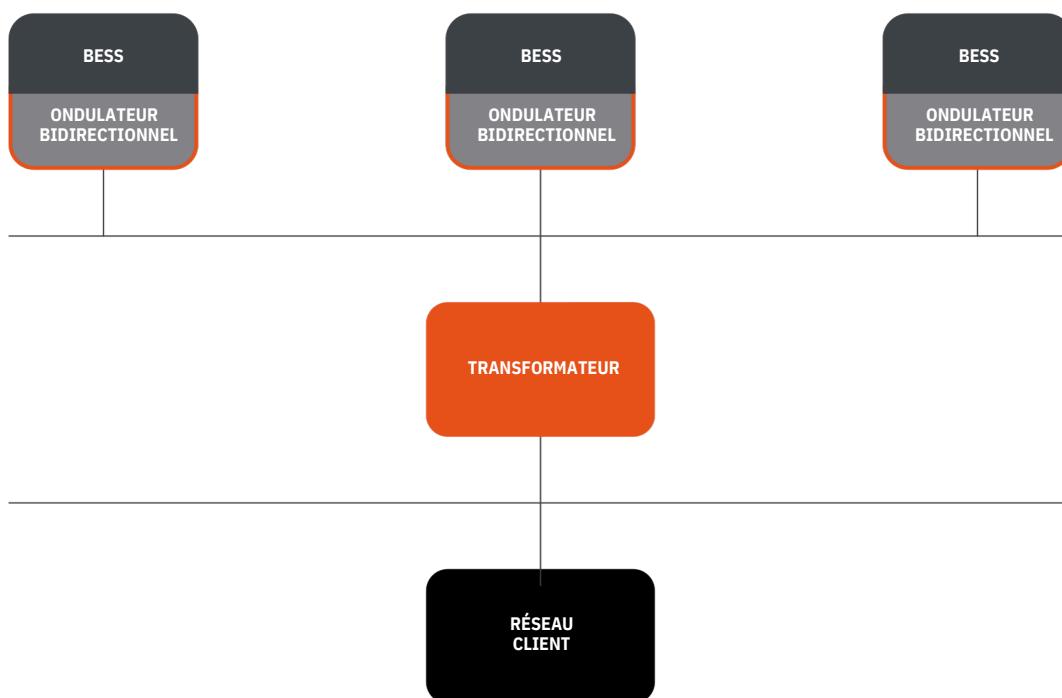 BESS
ONDULATEUR
BIDIRECTIONNEL
BESS
ONDULATEUR
BIDIRECTIONNEL
BESS
ONDULATEUR
BIDIRECTIONNEL
TRANSFORMATEUR
RÉSEAU
CLIENT